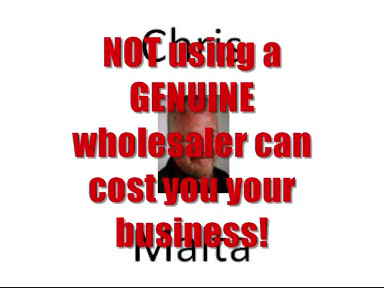 Chris
NOT using a
GENUINE
wholesaler can
cost you your
business!
Malta